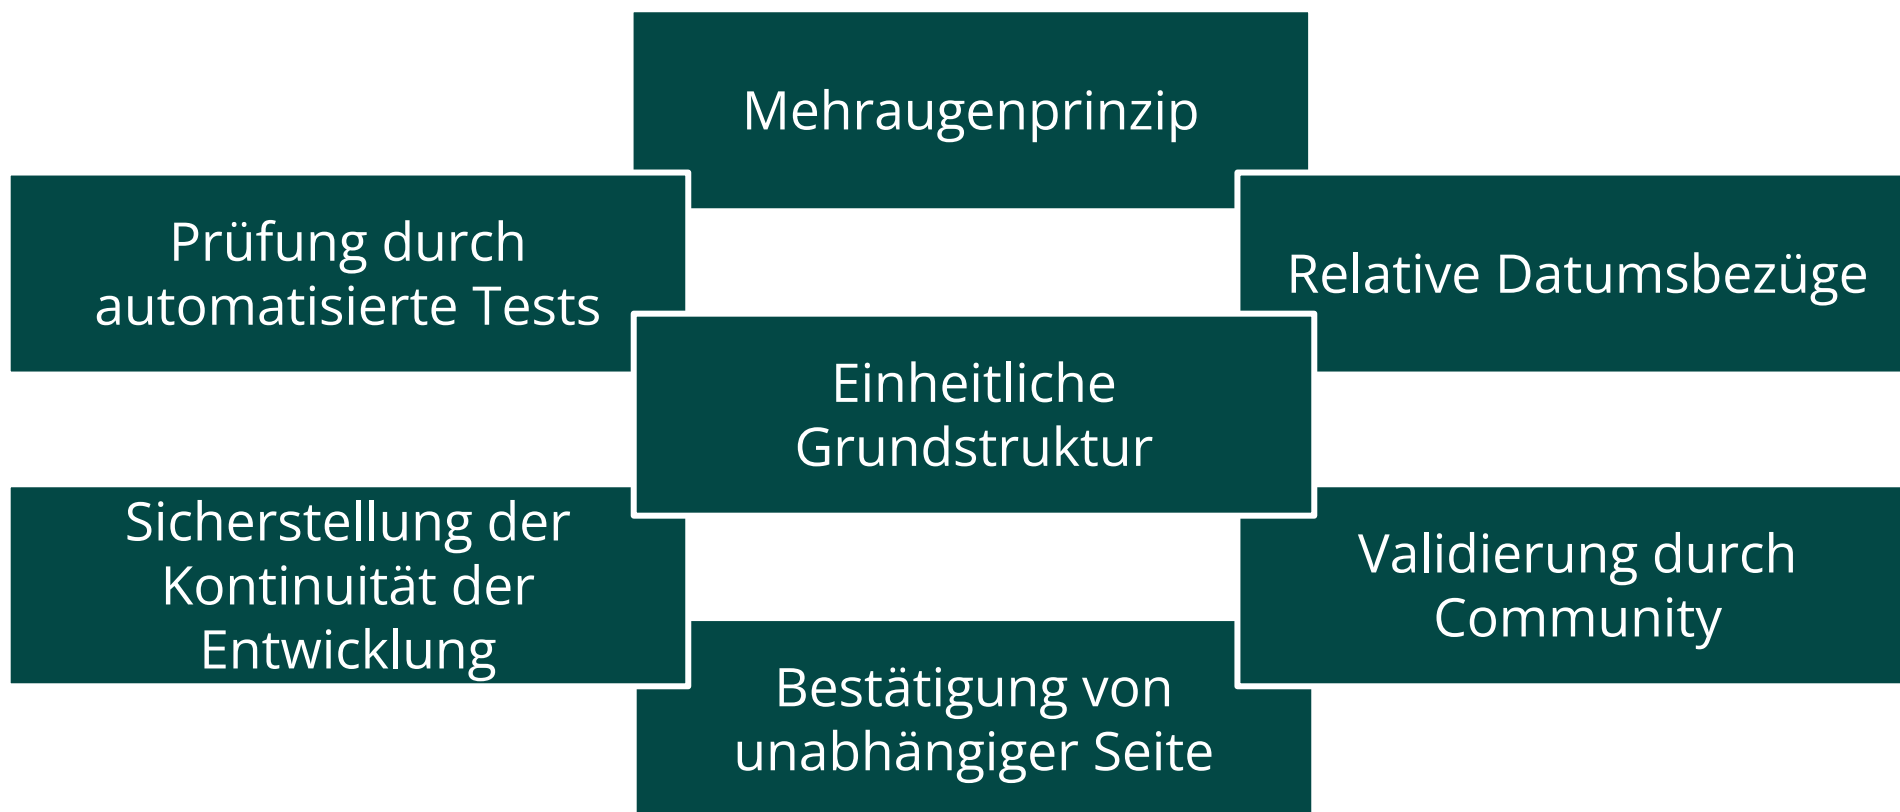 Mehraugenprinzip
Prüfung durch
automatisierte Tests
Relative Datumsbezüge
Einheitliche
Grundstruktur
Sicherstellung der
Kontinuität der
Entwicklung
Validierung durch
Community
Bestätigung von
unabhängiger Seite